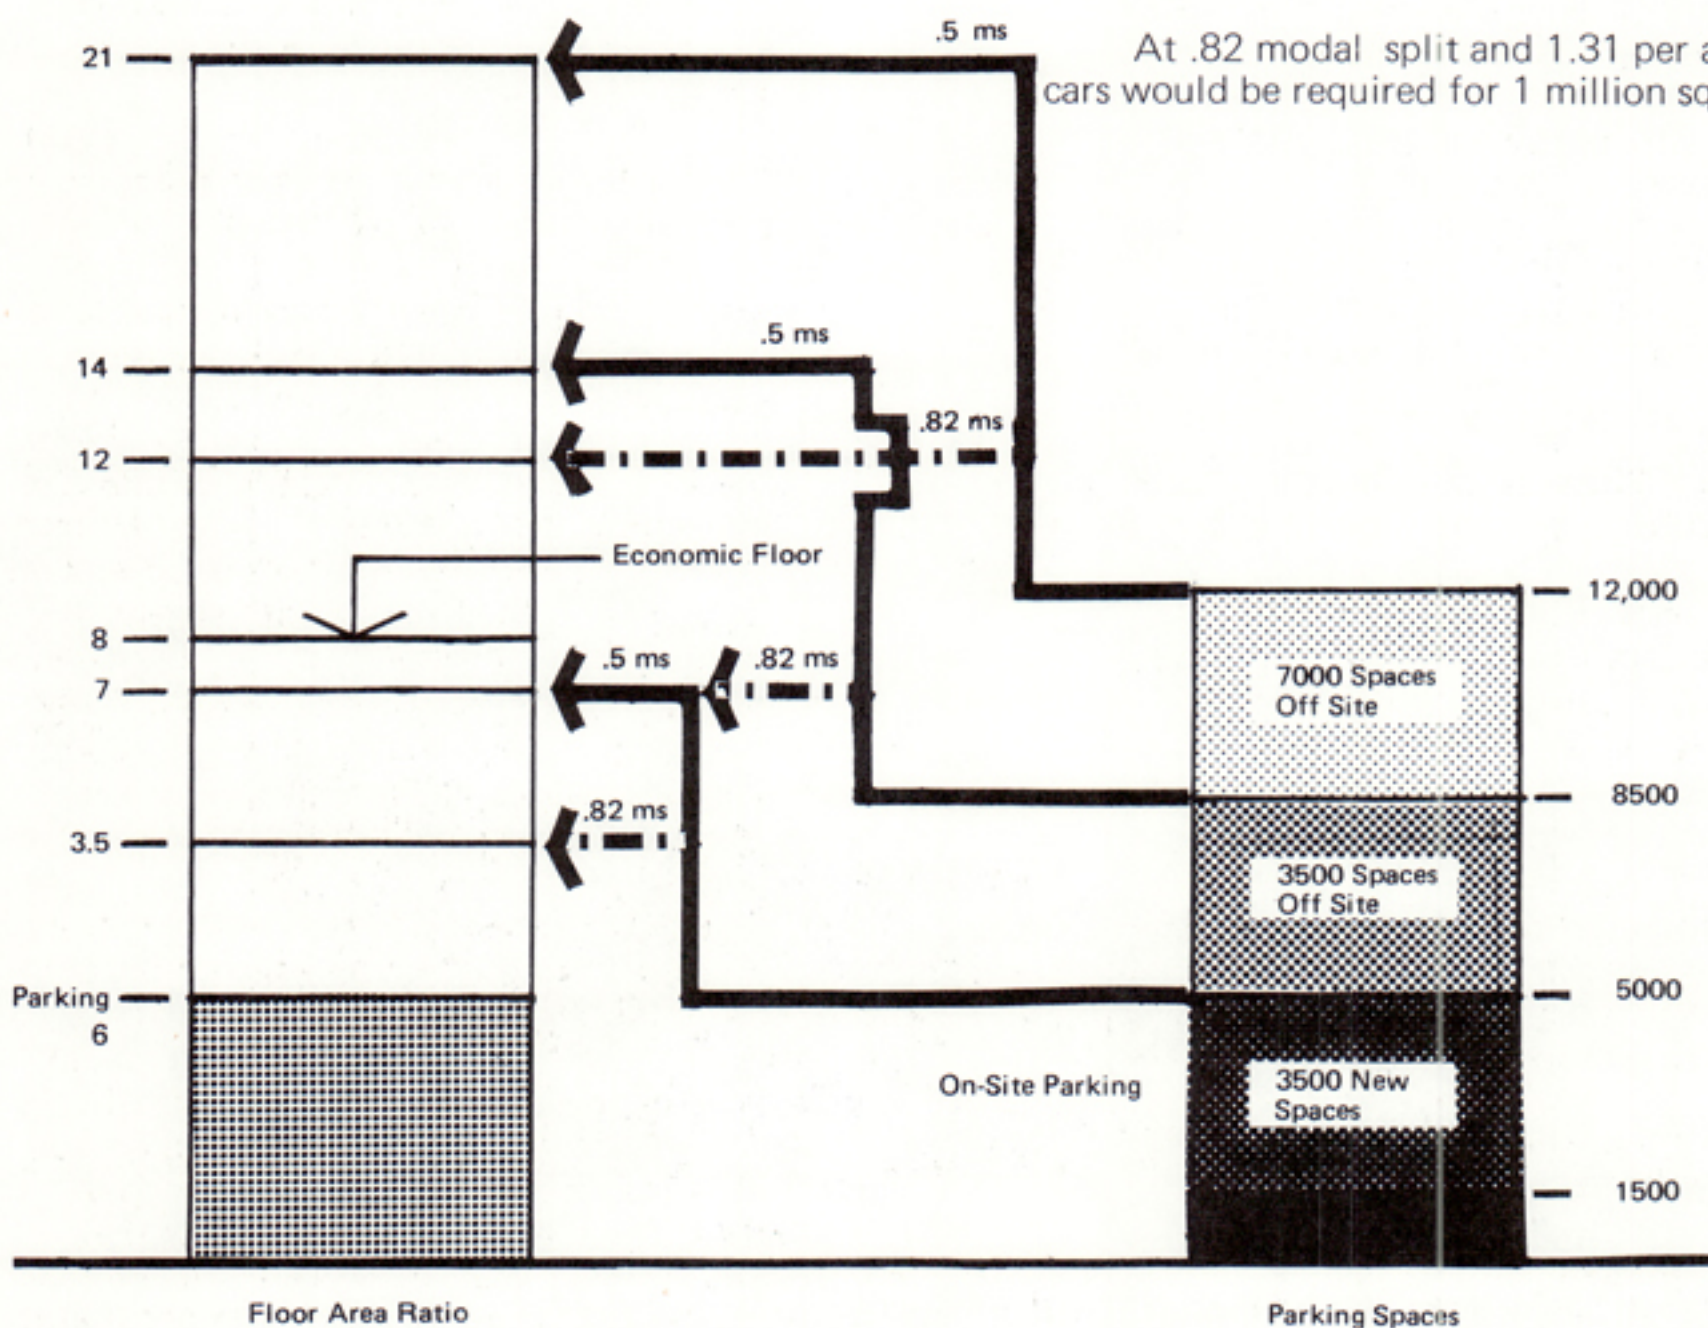 21
.5 ms
At .82 modal split and 1.31 per
cars would be required for 1 million
14
.5 ms
12
.82 ms
Economic Floor
12,000
8
7
.5 ms
.82 ms
7000 Spaces
Off Site
8500
3.5
.82 ms
3500 Spaces
Off Site
Parking
6
5000
On-Site Parking
3500 New
Spaces
1500
Floor Area Ratio
Parking Spaces